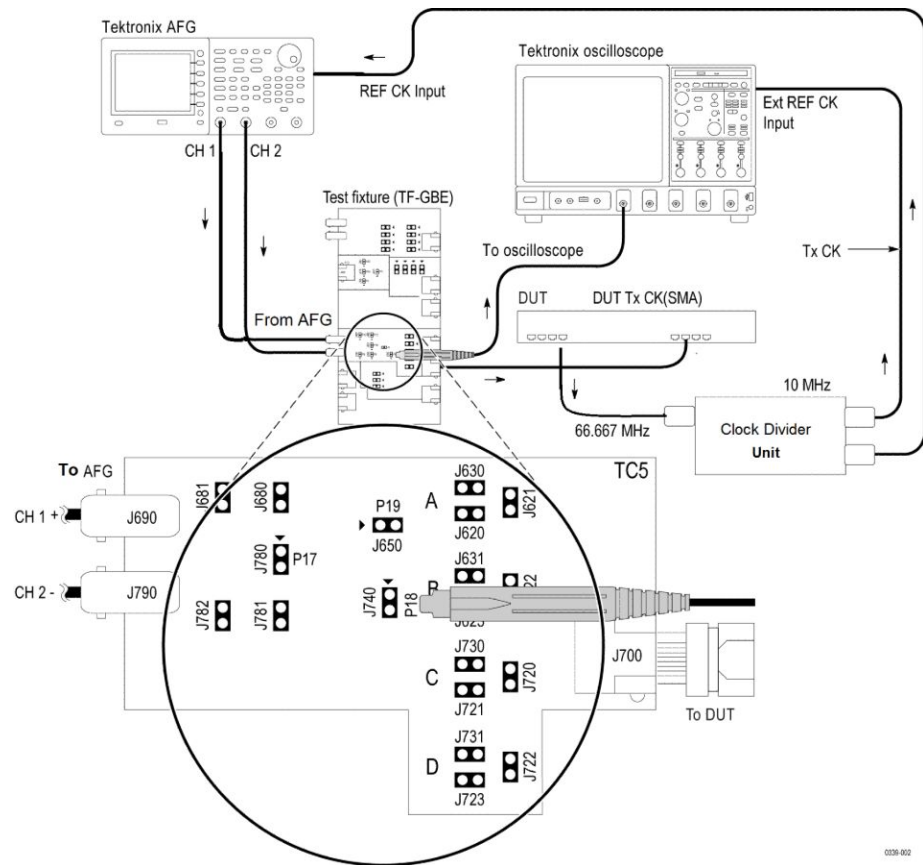 Tektronix AFG
REF CK Input
CH 1
CH 2
Tektronix oscilloscope
Ext REF CK
Input
Test fixture (TF-GBE)
To oscilloscope
Tx CK
From AFG
DUT
DUT Tx CK(SMA)
10 MHz
66.667 MHz
Clock Divider
Unit
To AFG
CH 1 +
J690
CH 2 -
J790
J681
J680
J780
P17
J782
J781
P19
J650
J740
P18
TC5
A
J630
J620
J621
B
J631
22
J623
C
J730
J721
J720
D
J731
J723
J722
J700
To DUT
0339-002